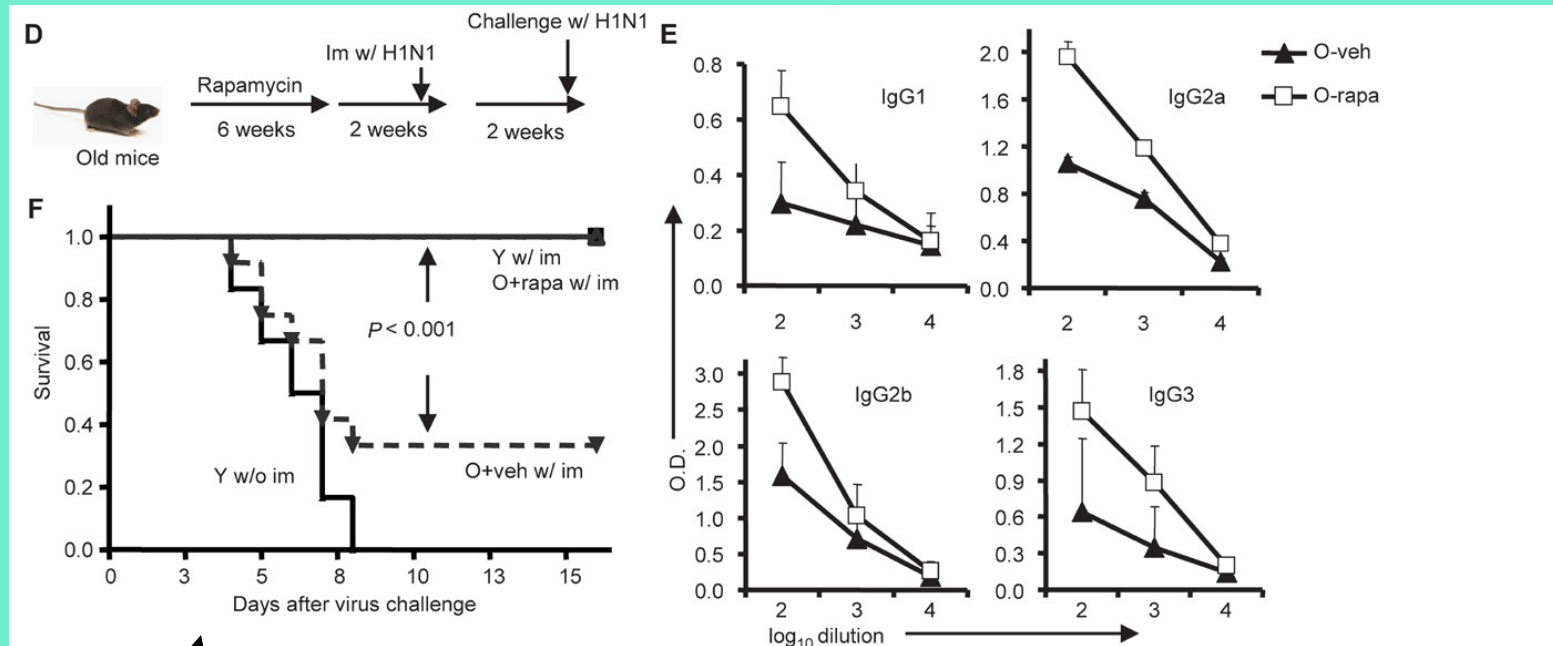 D
Challenge w/ H1N1
Im w/ H1N1
Rapamycin
6 weeks
2 weeks
2 weeks
Old mice
E
O-veh
O-rapa
IgG1
0.8
0.6
0.4
0.2
0.0
2 3 4
IgG2a
2.0
1.6
1.2
0.8
0.4
0.0
2 3 4
IgG2b
3.0
2.5
2.0
1.5
1.0
0.5
0.0
2 3 4
IgG3
1.8
1.5
1.2
0.9
0.6
0.3
0.0
2 3 4
O.D.
log10 dilution
F
Survival
1.0
0.8
0.6
0.4
0.2
0.0
Y w/ im
O+rapa w/ im
P < 0.001
Y w/o im
O+veh w/ im
0 3 5 8 10 13 15
Days after virus challenge